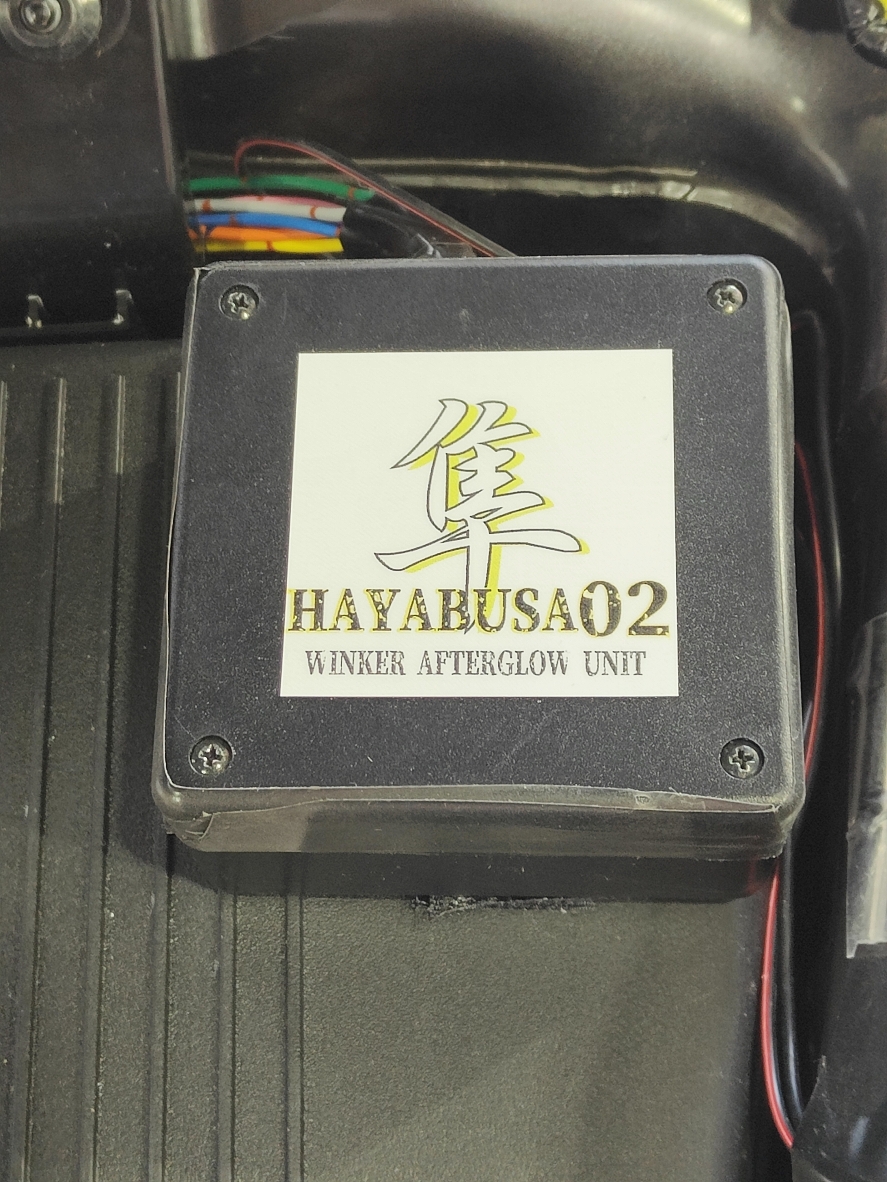 隼
HAYABUSA02
WINKER AFTERGLOW UNIT